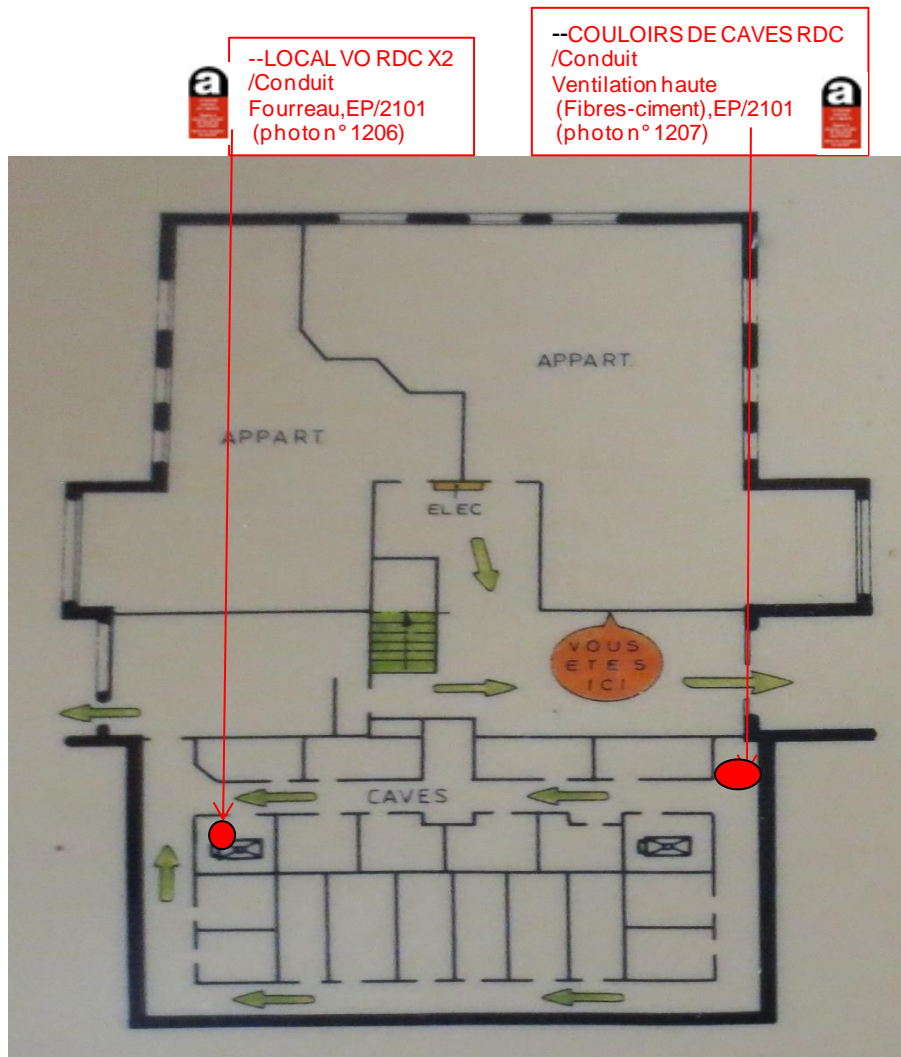 --LOCAL VO RDC X2
/Conduit
Fourreau,EP/2101
(photo n° 1206)
--COULOIRS DE CAVES RDC
/Conduit
Ventilation haute
(Fibres-ciment),EP/2101
(photo n° 1207)
a
a
APPART.
APPART.
ELEC
VOUS
ETES
ICI
CAVES